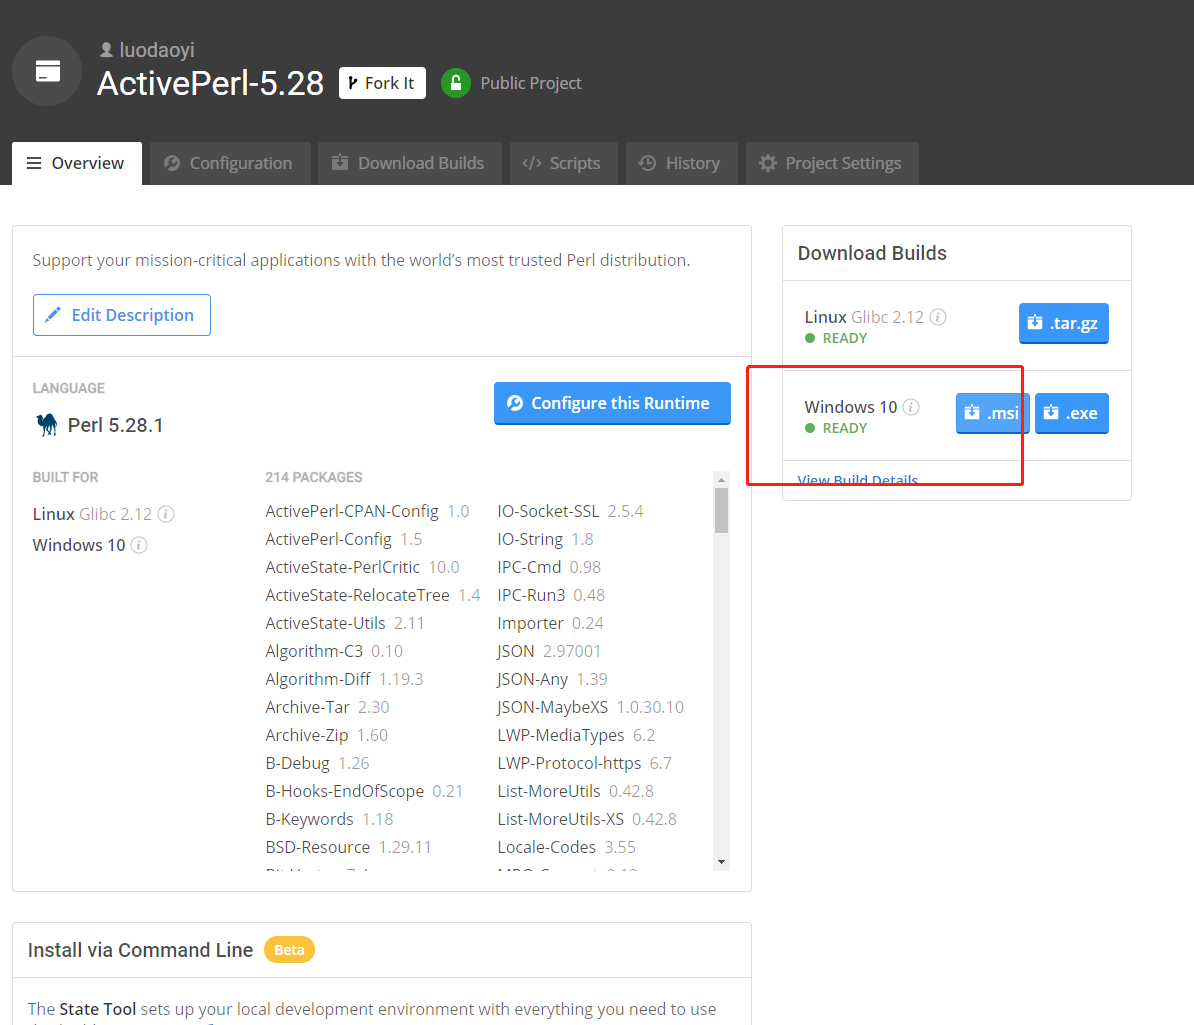 luodaoyi
ActivePerl-5.28
Fork It
Public Project
Overview
Configuration
Download Builds
Scripts
History
Project Settings
Support your mission-critical applications with the world's most trusted Perl distribution.
Edit Description
LANGUAGE
Perl 5.28.1
Configure this Runtime
BUILT FOR
Linux Glibc 2.12
Windows 10
214 PACKAGES
ActivePerl-CPAN-Config 1.0
ActivePerl-Config 1.5
ActiveState-PerlCritic 10.0
ActiveState-RelocateTree 1.4
ActiveState-Utils 2.11
Algorithm-C3 0.10
Algorithm-Diff 1.19.3
Archive-Tar 2.30
Archive-Zip 1.60
B-Debug 1.26
B-Hooks-EndOfScope 0.21
B-Keywords 1.18
BSD-Resource 1.29.11
IO-Socket-SSL 2.5.4
IO-String 1.8
IPC-Cmd 0.98
IPC-Run3 0.48
Importer 0.24
JSON 2.97001
JSON-Any 1.39
JSON-MaybeXS 1.0.30.10
LWP-MediaTypes 6.2
LWP-Protocol-https 6.7
List-MoreUtils 0.42.8
List-MoreUtils-XS 0.42.8
Locale-Codes 3.55
Download Builds
Linux Glibc 2.12
READY
.tar.gz
Windows 10
READY
.msi
.exe
View Build Details
Install via Command Line
Beta
The State Tool sets up your local development environment with everything you need to use